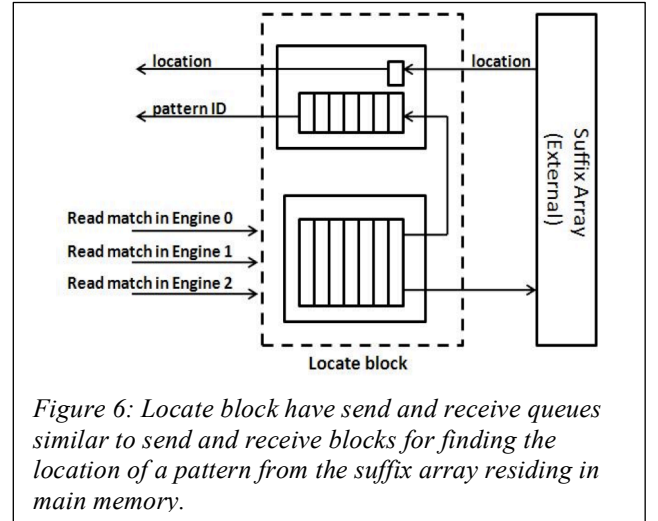 location
location
pattern ID
Suffix Array
(External)
Read match in Engine 0
Read match in Engine 1
Read match in Engine 2
Locate block
Figure 6: Locate block have send and receive queues
similar to send and receive blocks for finding the
location of a pattern from the suffix array residing in
main memory.